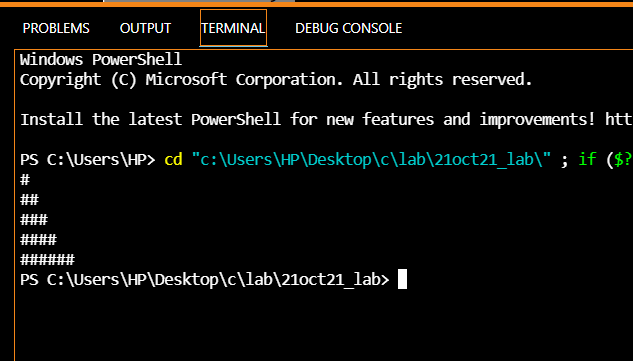 PROBLEMS OUTPUT TERMINAL DEBUG CONSOLE
Windows PowerShell
Copyright (C) Microsoft Corporation. All rights reserved.
Install the latest PowerShell for new features and improvements! htt
PS C:\Users\HP> cd "c:\Users\HP\Desktop\c\lab\21oct21_lab\" ; if ($?
#
##
###
####
######
PS C:\Users\HP\Desktop\c\lab\21oct21_lab>